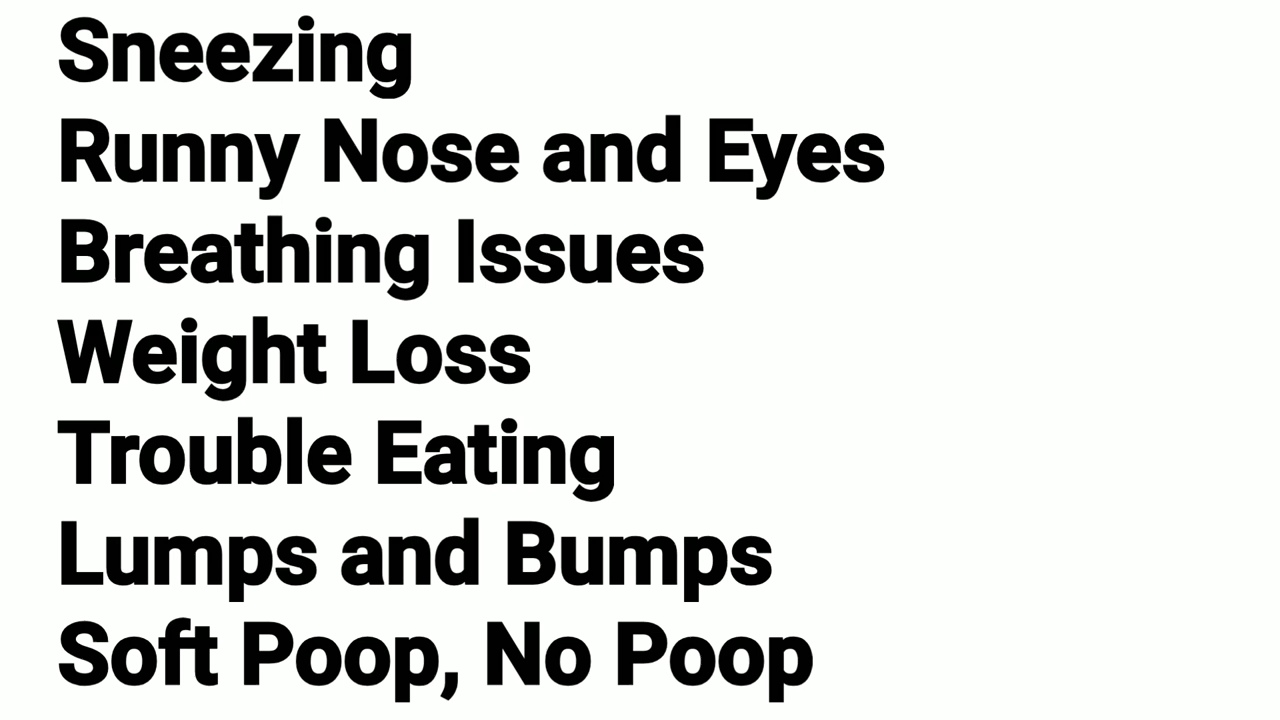 Sneezing
Runny Nose and Eyes
Breathing Issues
Weight Loss
Trouble Eating
Lumps and Bumps
Soft Poop, No Poop